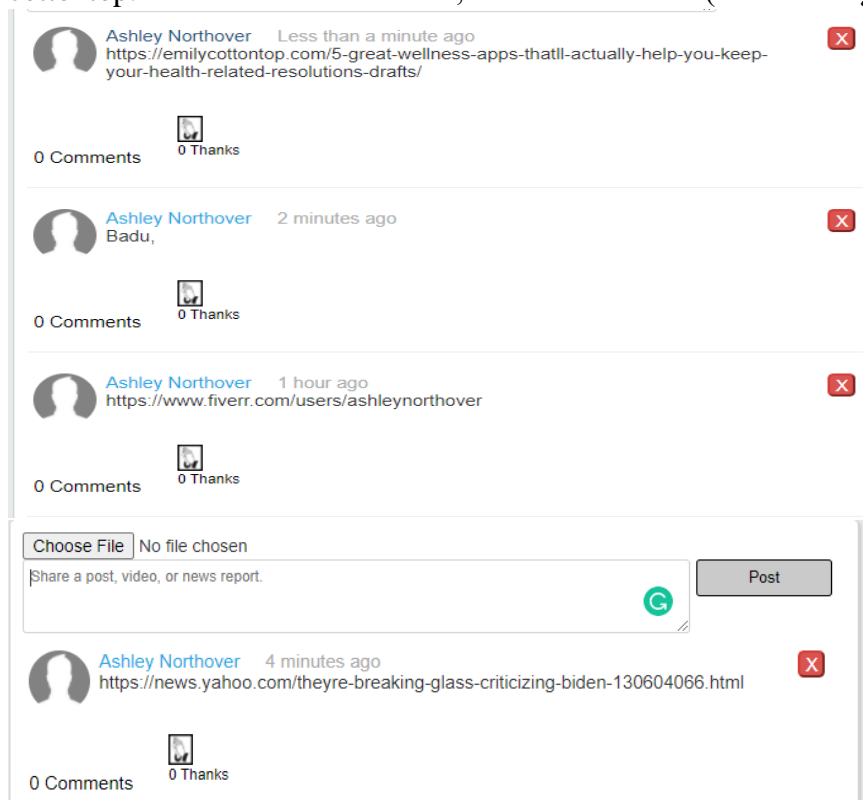 Ashley Northover Less than a minute ago
X
https://emilycottontop.com/5-great-wellness-apps-thatll-actually-help-you-keep-
your-health-related-resolutions-drafts/
0 Thanks
0 Comments
Ashley Northover 2 minutes ago
X
Badu,
0 Thanks
0 Comments
Ashley Northover 1 hour ago
X
https://www.fiverr.com/users/ashleynorthover
0 Thanks
0 Comments
Choose File No file chosen
Share a post, video, or news report.
Post
G
Ashley Northover 4 minutes ago
X
https://news.yahoo.com/theyre-breaking-glass-criticizing-biden-130604066.html
0 Thanks
0 Comments